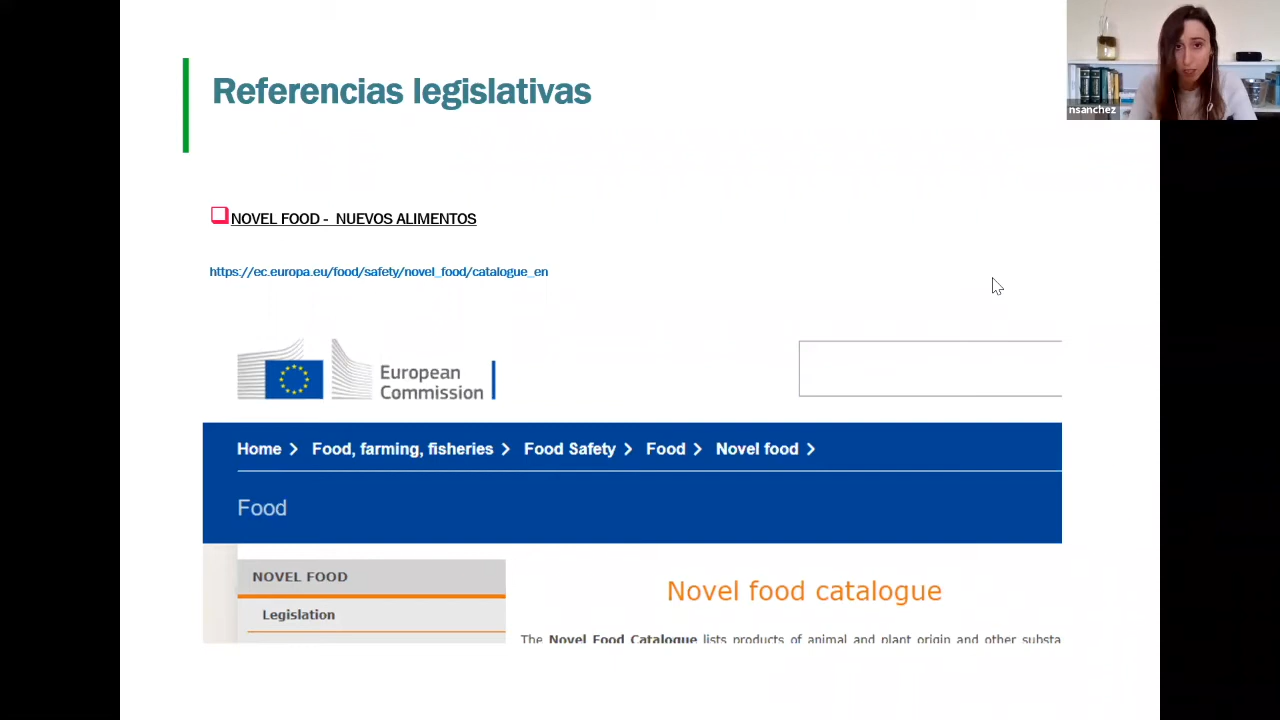 Referencias legislativas
nsanchez
NOVEL FOOD - NUEVOS ALIMENTOS
https://ec.europa.eu/food/safety/novel_food/catalogue_en
European
Commission
Home > Food, farming, fisheries > Food Safety > Food > Novel food >
Food
NOVEL FOOD
Legislation
Novel food catalogue
The Novel Food Catalogue lists products of animal and plant origin and other substa